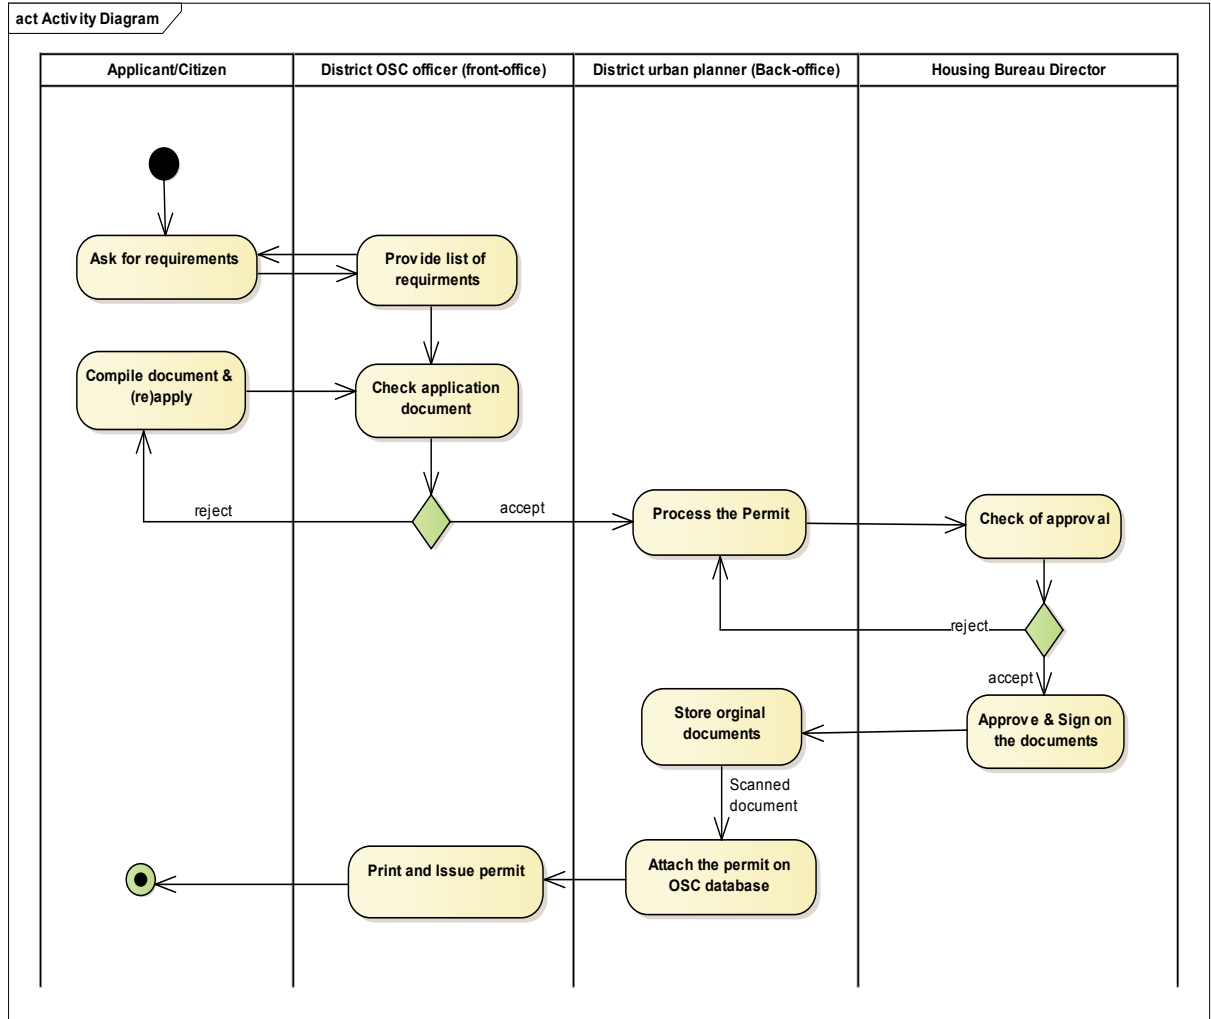 act Activity Diagram
Applicant/Citizen
District OSC officer (front-office)
District urban planner (Back-office)
Housing Bureau Director
Ask for requirements
Provide list of
requirments
Compile document &
(re)apply
Check application
document
reject
accept
Process the Permit
Check of approval
reject
accept
Store orginal
documents
Approve & Sign on
the documents
Scanned
document
Print and Issue permit
Attach the permit on
OSC database